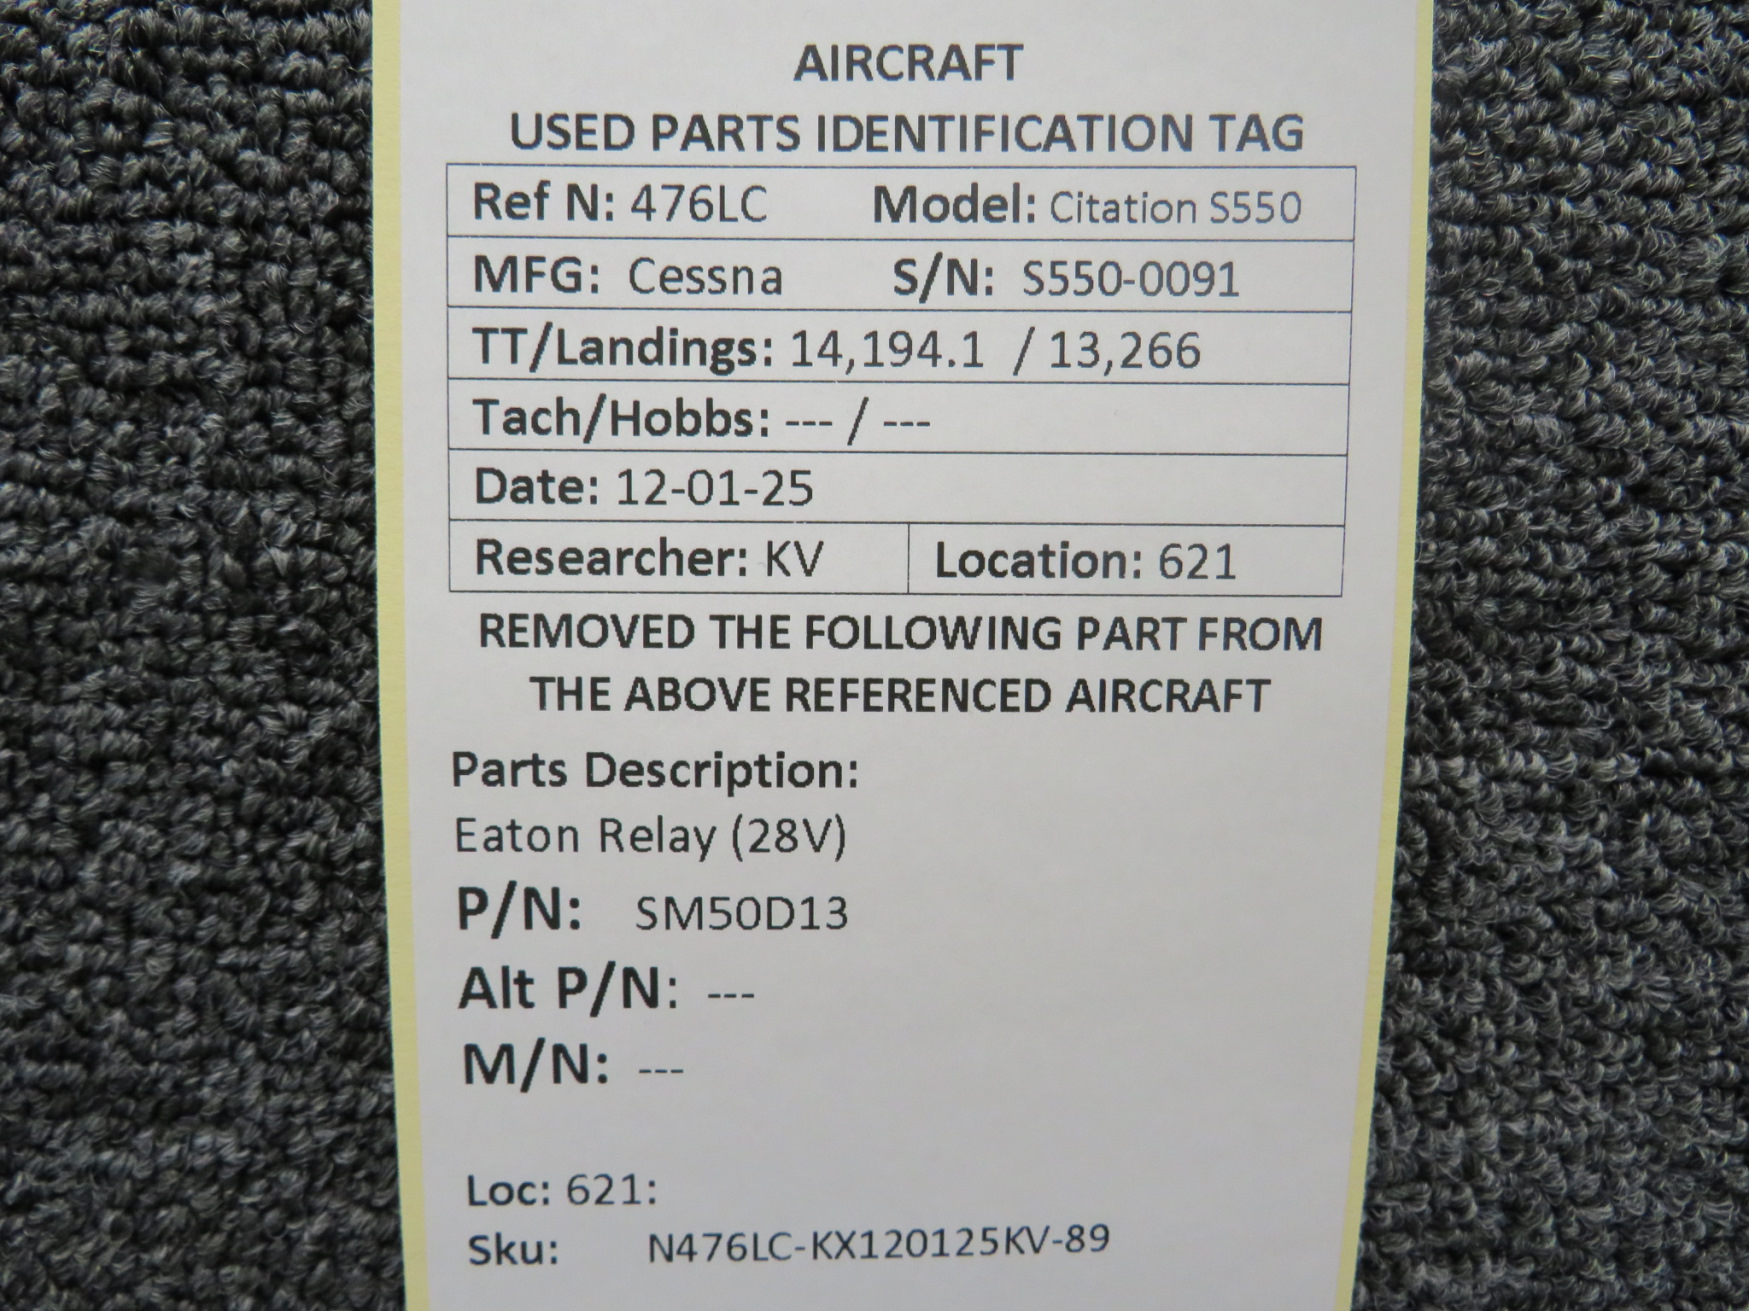 AIRCRAFT
USED PARTS IDENTIFICATION TAG
Ref N: 476LC Model: Citation S550
MFG: Cessna S/N: S550-0091
TT/Landings: 14,194.1 / 13,266
Tach/Hobbs: --- / ---
Date: 12-01-25
Researcher: KV Location: 621
REMOVED THE FOLLOWING PART FROM
THE ABOVE REFERENCED AIRCRAFT
Parts Description:
Eaton Relay (28V)
P/N: SM50D13
Alt P/N: ---
M/N: ---
Loc: 621:
Sku: N476LC-KX120125KV-89